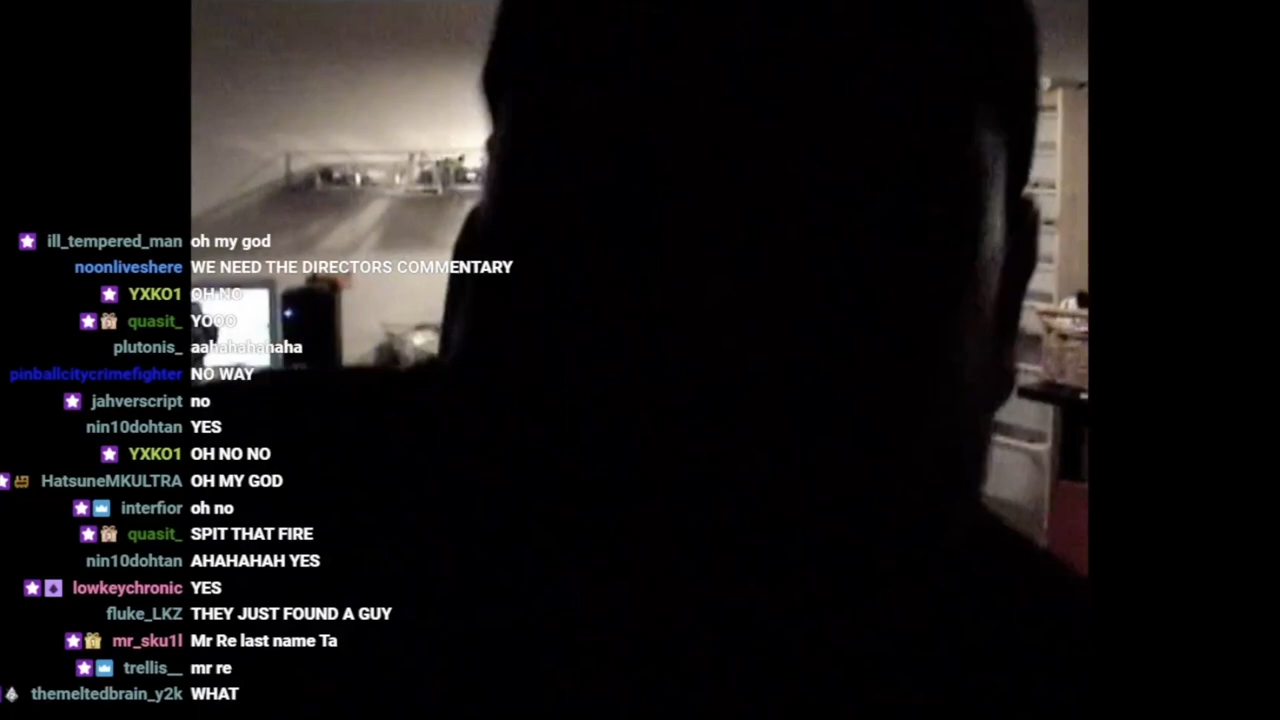 ill_tempered_man oh my god
noonliveshere WE NEED THE DIRECTORS COMMENTARY
YXKO1 OH NO
quasit_ YOOO
plutonis_ aahahahanaha
pinballcitycrimefighter NO WAY
jahverscript no
nin10dohtan YES
YXKO1 OH NO NO
HatsuneMKULTRA OH MY GOD
interfior oh no
quasit_ SPIT THAT FIRE
nin10dohtan AHAHAHAH YES
lowkeychronic YES
fluke_LKZ THEY JUST FOUND A GUY
mr_sku1l Mr Re last name Ta
trellis__ mr re
themeltedbrain_y2k WHAT